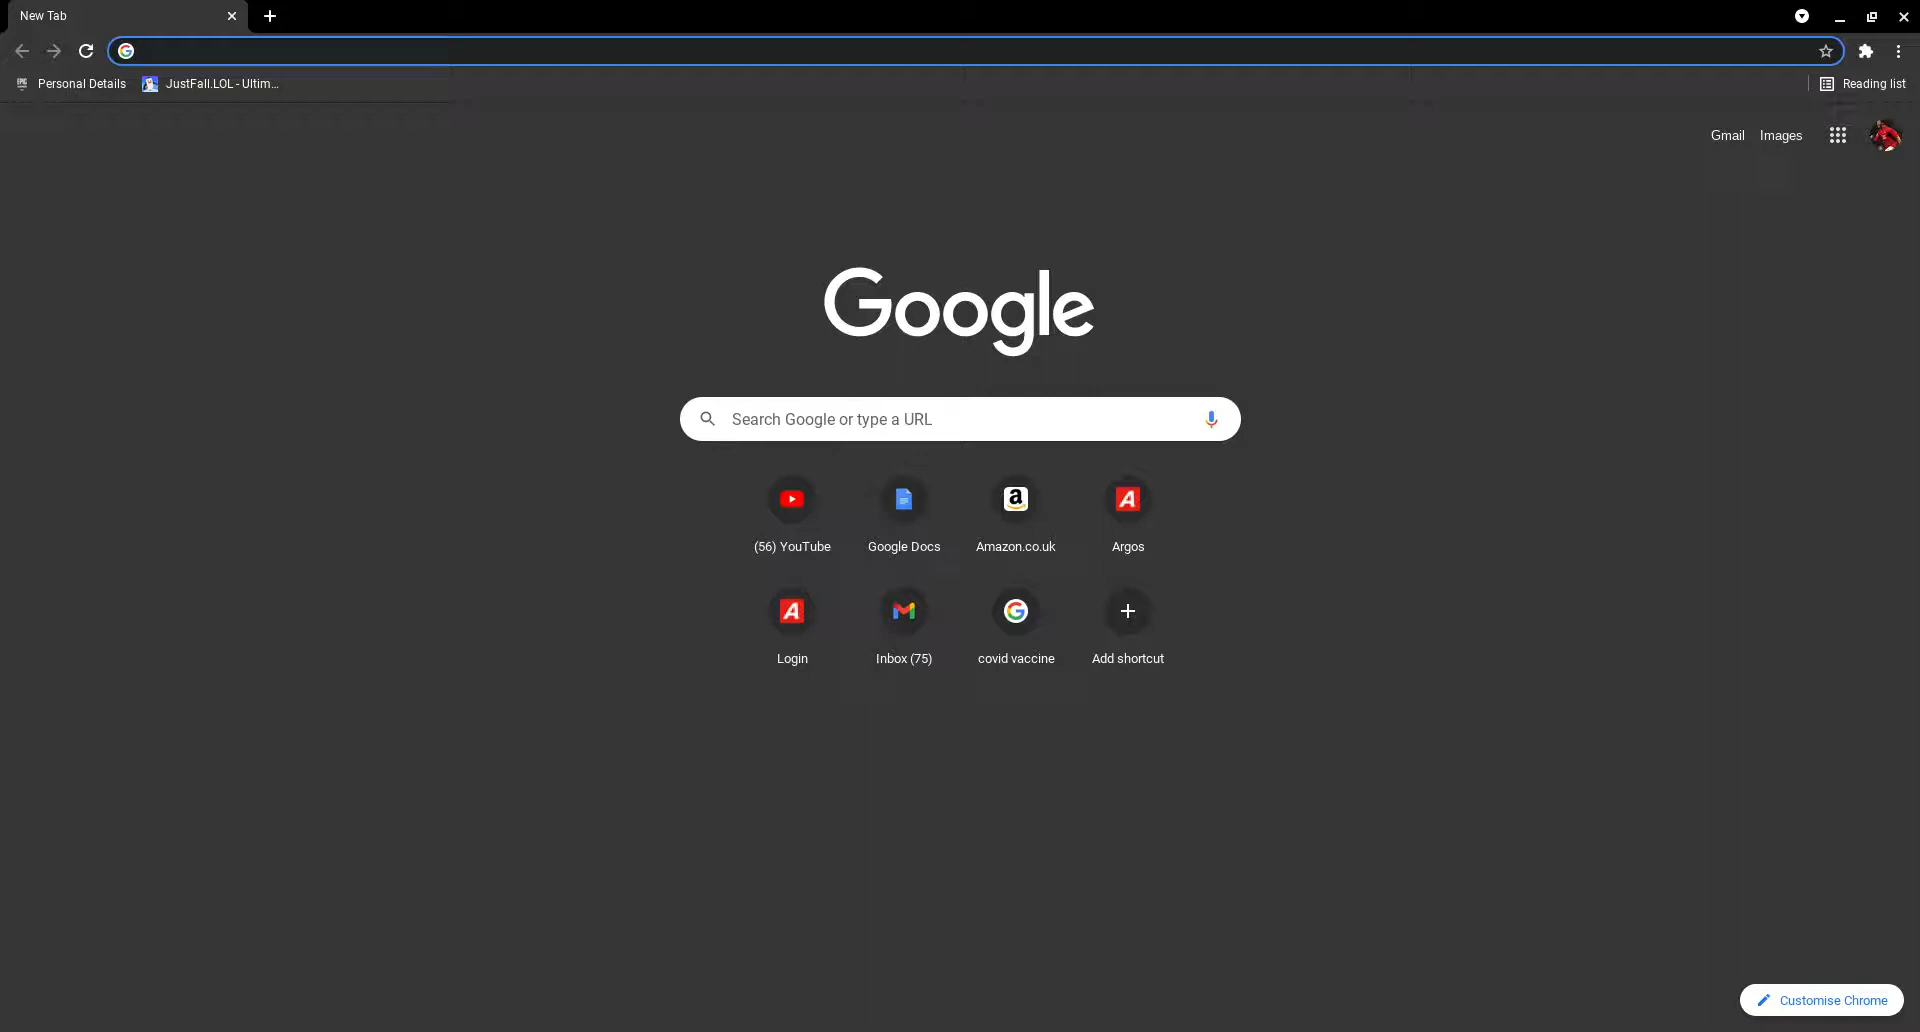 New Tab
Personal Details JustFall.LOL - Ultim... Reading list
Gmail Images
Google
Search Google or type a URL
(56) YouTube Google Docs Amazon.co.uk Argos
Login Inbox (75) covid vaccine Add shortcut
Customise Chrome